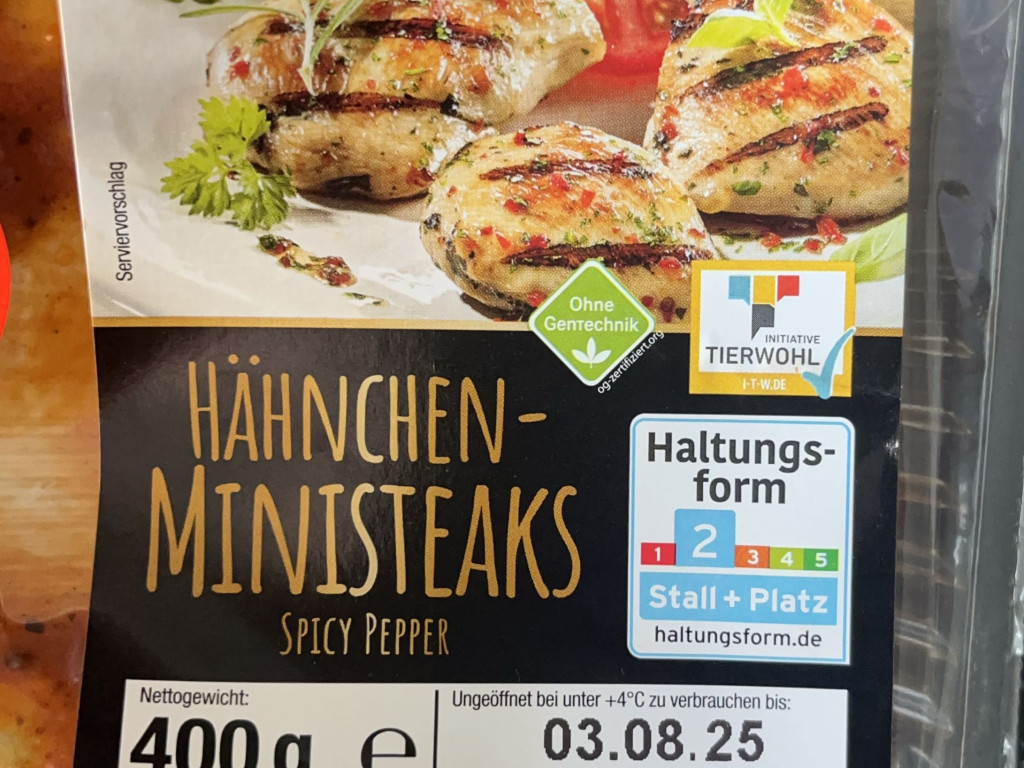 Serviervorschlag
Ohne
GenTechnik
og-zertifiziert.org
INITIATIVE
TIERWOHL
I-T-W.DE
HÄHNCHEN-
MINISTEAKS
SPICY PEPPER
Haltungs-
form
1 2 3 4 5
Stall + Platz
haltungsform.de
Nettogewicht:
400 g e
Ungeöffnet bei unter +4°C zu verbrauchen bis:
03.08.25